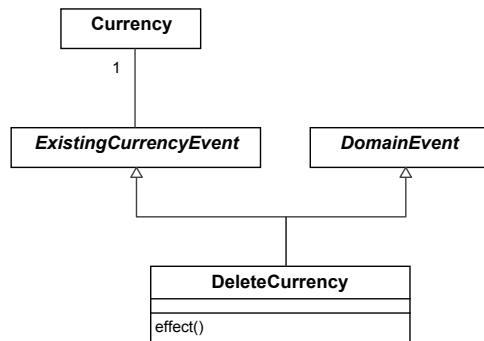 Currency
1
ExistingCurrencyEvent
DomainEvent
DeleteCurrency
effect()